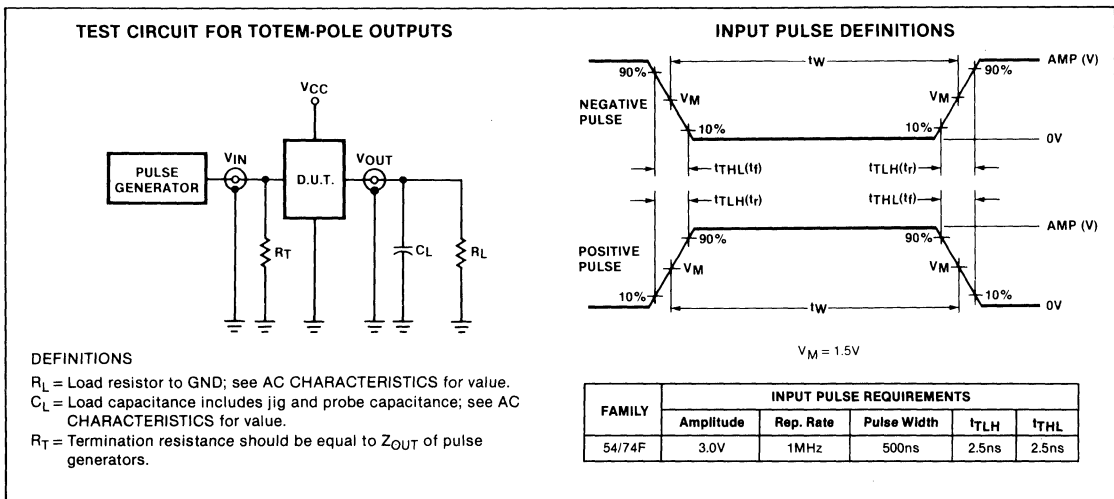 TEST CIRCUIT FOR TOTEM-POLE OUTPUTS
VCC
PULSE
GENERATOR
VIN
D.U.T.
VOUT
RT
CL
RL
DEFINITIONS
RL = Load resistor to GND; see AC CHARACTERISTICS for value.
CL = Load capacitance includes jig and probe capacitance; see AC
CHARACTERISTICS for value.
RT = Termination resistance should be equal to ZOUT of pulse
generators.
INPUT PULSE DEFINITIONS
tW
AMP (V)
90%
90%
NEGATIVE
PULSE
VM
VM
10%
10%
0V
tTHL(tf)
tTLH(tr)
tTLH(tr)
tTHL(tf)
AMP (V)
90%
90%
POSITIVE
PULSE
VM
VM
10%
10%
0V
tW
VM = 1.5V
FAMILY
INPUT PULSE REQUIREMENTS
Amplitude Rep. Rate Pulse Width tTLH tTHL
54/74F 3.0V 1MHz 500ns 2.5ns 2.5ns